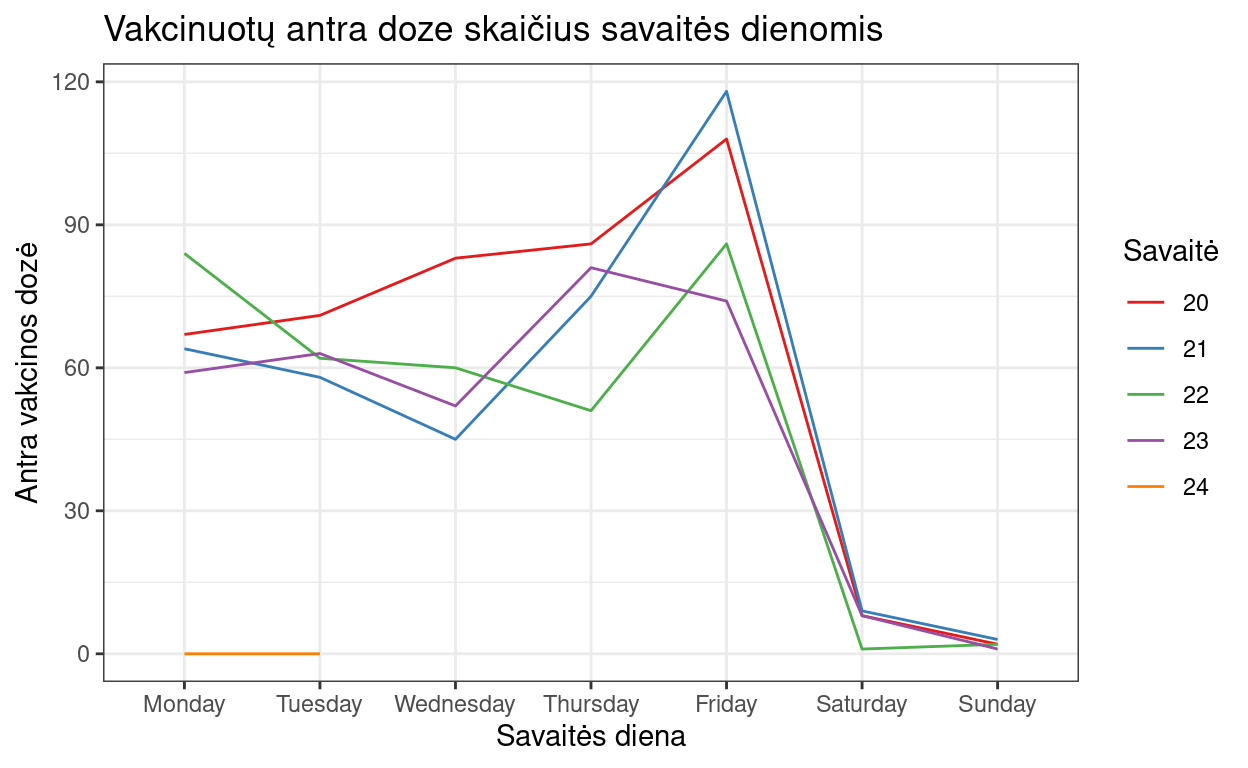 Vakcinuotų antra doze skaičius savaitės dienomis
Antra vakcinos dozė
120
90
60
30
0
Monday Tuesday Wednesday Thursday Friday Saturday Sunday
Savaitės diena
Savaitė
20
21
22
23
24